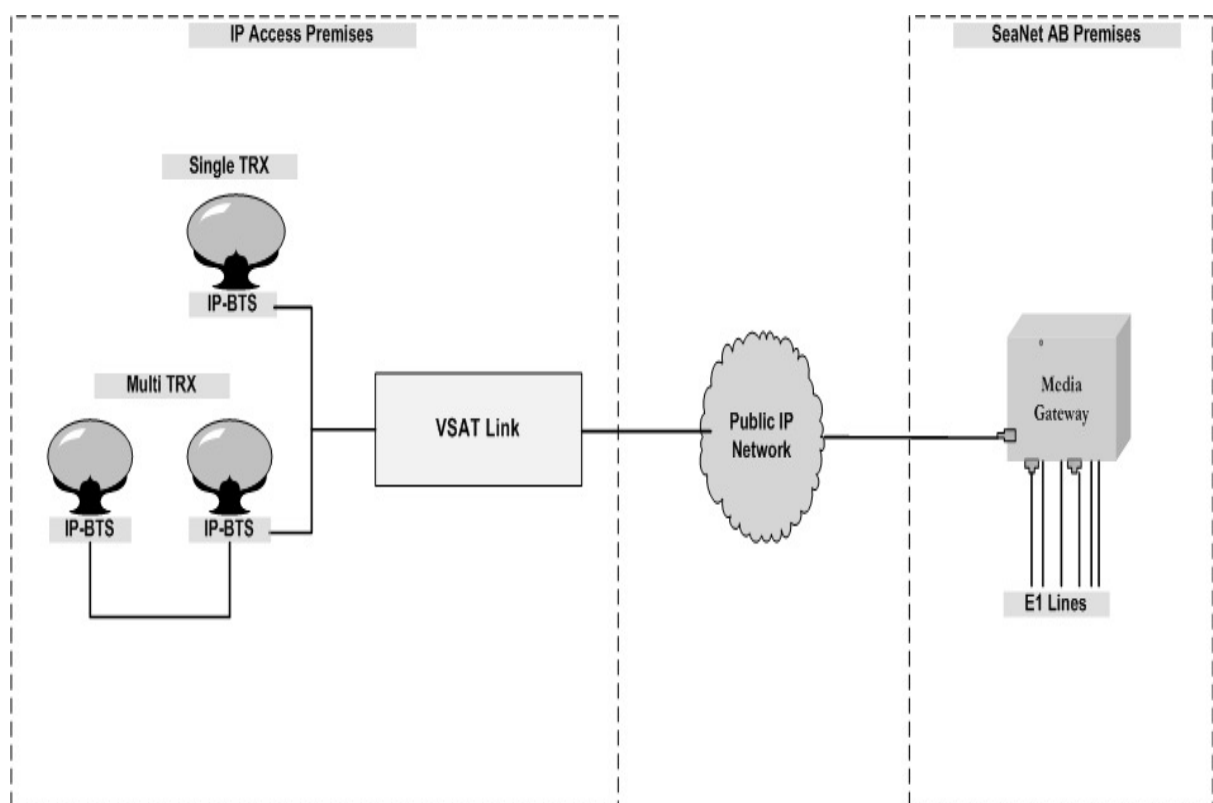 IP Access Premises
SeaNet AB Premises
Single TRX
IP-BTS
Multi TRX
IP-BTS
IP-BTS
VSAT Link
Public IP
Network
Media
Gateway
E1 Lines